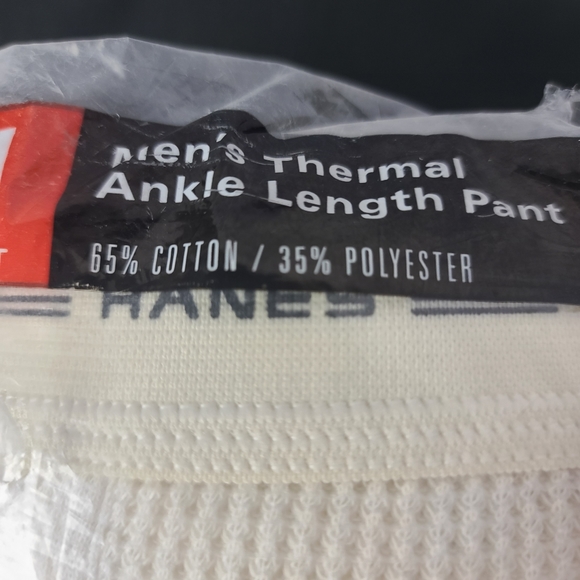 Men's Thermal
Ankle Length Pant
65% COTTON / 35% POLYESTER
HANES